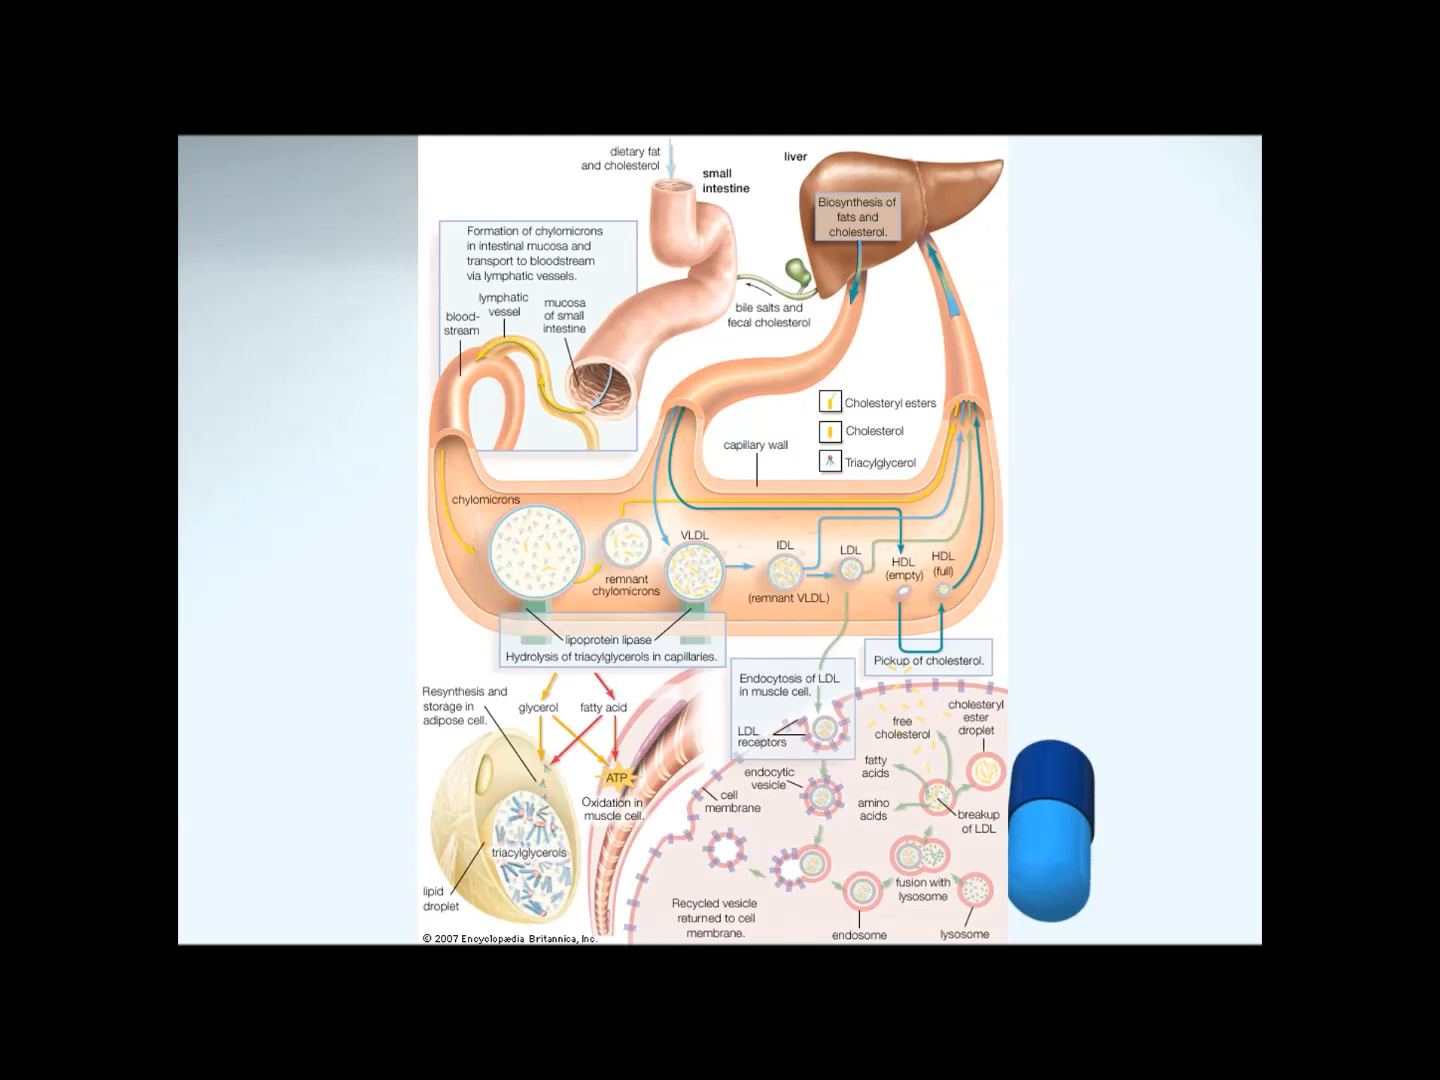 dietary fat
and cholesterol
small
intestine
liver
Biosynthesis of
fats and
cholesterol.
Formation of chylomicrons
in intestinal mucosa and
transport to bloodstream
via lymphatic vessels.
lymphatic
vessel
mucosa
of small
intestine
blood-
stream
bile salts and
fecal cholesterol
Cholesteryl esters
Cholesterol
Triacylglycerol
capillary wall
chylomicrons
remnant
chylomicrons
VLDL
IDL
(remnant VLDL)
LDL
HDL
(empty)
HDL
(full)
lipoprotein lipase
Hydrolysis of triacylglycerols in capillaries.
Pickup of cholesterol.
Endocytosis of LDL
in muscle cell.
LDL
receptors
Resynthesis and
storage in
adipose cell.
glycerol
fatty acid
ATP
Oxidation in
muscle cell.
triacylglycerols
lipid
droplet
cell
membrane
endocytic
vesicle
free
cholesterol
cholesteryl
ester
droplet
fatty
acids
amino
acids
breakup
of LDL
fusion with
lysosome
Recycled vesicle
returned to cell
membrane.
endosome
lysosome
© 2007 Encyclopædia Britannica, Inc.